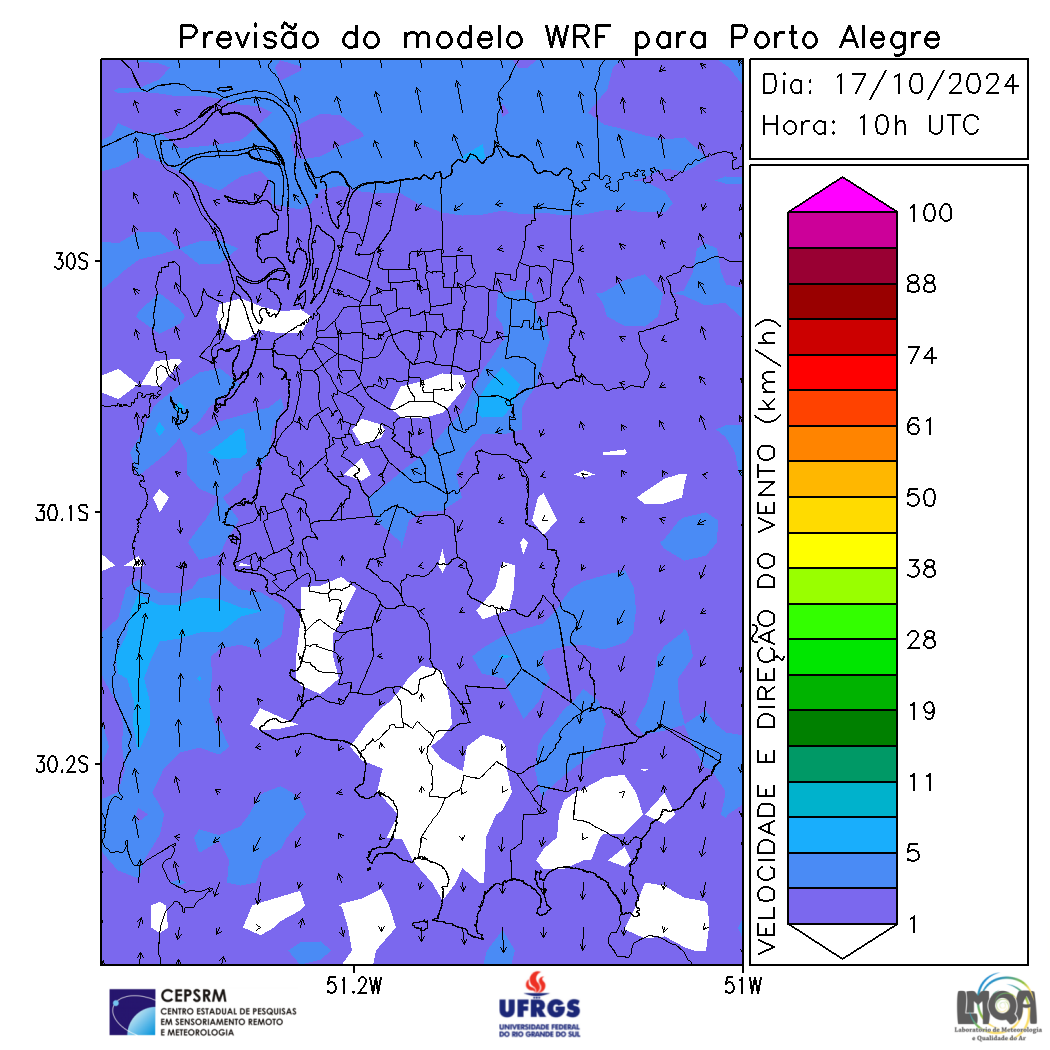 Previsão do modelo WRF para Porto Alegre
Dia: 17/10/2024
Hora: 10h UTC
30S
30.1S
30.2S
51.2W
51W
VELOCIDADE E DIREÇÃO DO VENTO (km/h)
100
88
74
61
50
38
28
19
11
5
1
CEPSRM
CENTRO ESTADUAL DE PESQUISAS
EM SENSORIAMENTO REMOTO
E METEOROLOGIA
UFRGS
UNIVERSIDADE FEDERAL
DO RIO GRANDE DO SUL
LMQA
Laboratório de Meteorologia
e Qualidade do Ar